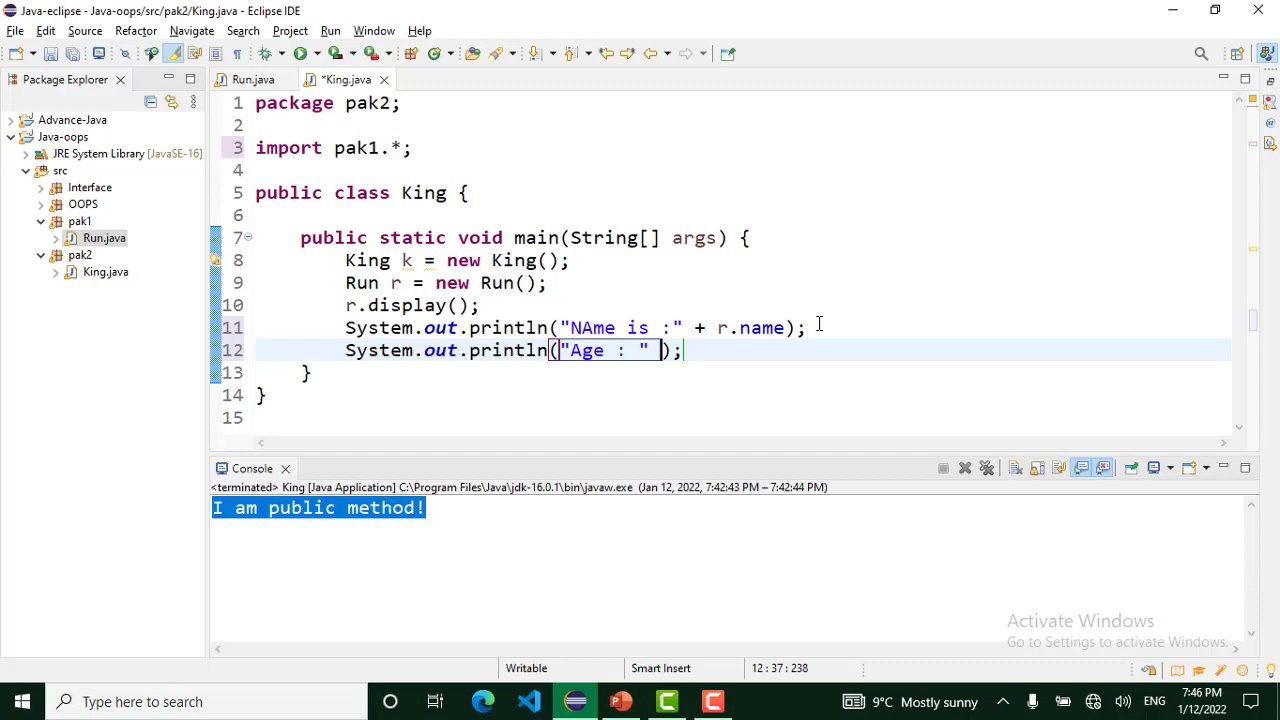 Java-eclipse - Java-oops/src/pak2/King.java - Eclipse IDE
File Edit Source Refactor Navigate Search Project Run Window Help
Package Explorer
Run.java *King.java
Advance-Java
Java-oops
JRE System Library [JavaSE-16]
src
Interface
OOPS
pak1
Run.java
pak2
King.java
1 package pak2;
2
3 import pak1.*;
4
5 public class King {
6
7 public static void main(String[] args) {
8 King k = new King();
9 Run r = new Run();
10 r.display();
11 System.out.println("NAme is :" + r.name);
12 System.out.println("Age : " );
13 }
14 }
15
Console
<terminated> King [Java Application] C:\Program Files\Java\jdk-16.0.1\bin\javaw.exe (Jan 12, 2022, 7:42:43 PM – 7:42:44 PM)
I am public method!
Activate Windows
Go to Settings to activate Windows.
Writable Smart Insert 12 : 37 : 238
Type here to search
9°C Mostly sunny
ENG
7:46 PM
1/12/2022